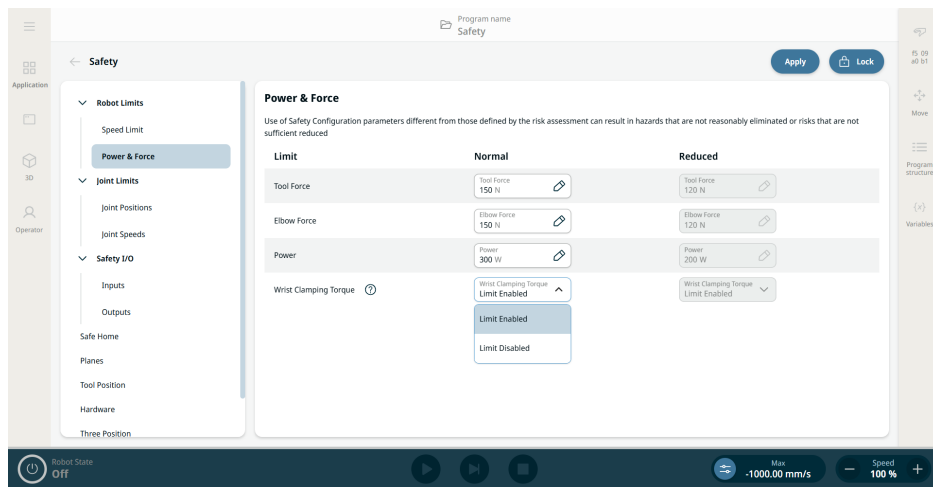 Program name
Safety
Safety
Apply
Lock
f5 09
a0 b1
Application
3D
Operator
Move
Program
structure
{x}
Variables
Robot Limits
Speed Limit
Power & Force
Joint Limits
Joint Positions
Joint Speeds
Safety I/O
Inputs
Outputs
Safe Home
Planes
Tool Position
Hardware
Three Position
Power & Force
Use of Safety Configuration parameters different from those defined by the risk assessment can result in hazards that are not reasonably eliminated or risks that are not
sufficient reduced
Limit Normal Reduced
Tool Force
Tool Force
150 N
Tool Force
120 N
Elbow Force
Elbow Force
150 N
Elbow Force
120 N
Power
Power
300 W
Power
200 W
Wrist Clamping Torque ?
Wrist Clamping Torque
Limit Enabled
Wrist Clamping Torque
Limit Enabled
Limit Enabled
Limit Disabled
Robot State
Off
Max
-1000.00 mm/s
Speed
100 %